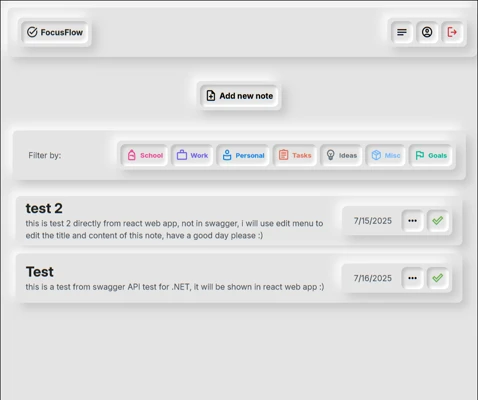 FocusFlow
Add new note
Filter by:
School
Work
Personal
Tasks
Ideas
Misc
Goals
test 2
this is test 2 directly from react web app, not in swagger, i will use edit menu to
edit the title and content of this note, have a good day please :)
7/15/2025
Test
this is a test from swagger API test for .NET, it will be shown in react web app :)
7/16/2025